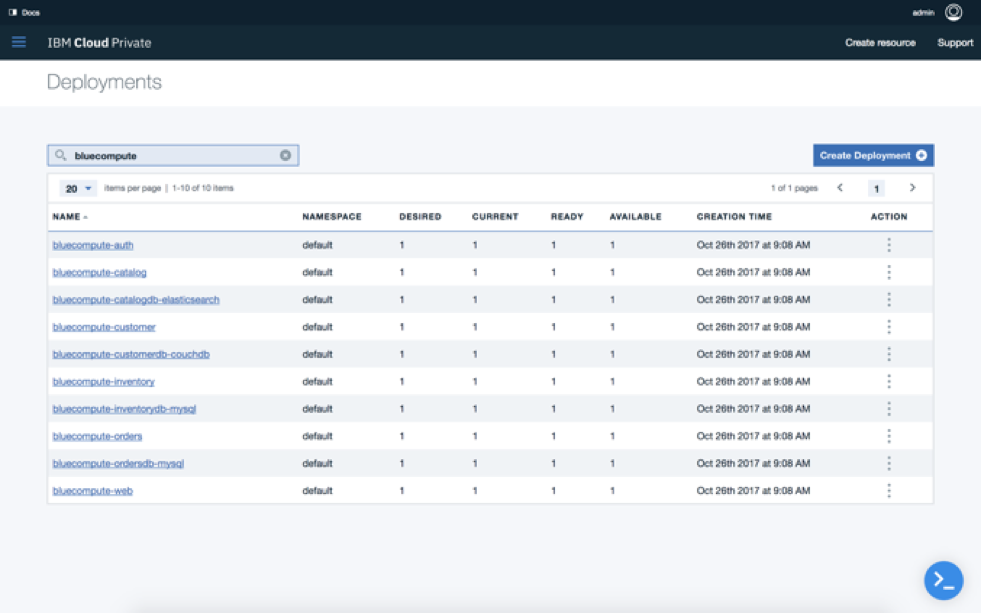 Docs admin
IBM Cloud Private Create resource Support
Deployments
bluecompute Create Deployment
20 items per page | 1-10 of 10 items 1 of 1 pages 1
NAME NAMESPACE DESIRED CURRENT READY AVAILABLE CREATION TIME ACTION
bluecompute-auth default 1 1 1 1 Oct 26th 2017 at 9:08 AM
bluecompute-catalog default 1 1 1 1 Oct 26th 2017 at 9:08 AM
bluecompute-catalogdb-elasticsearch default 1 1 1 1 Oct 26th 2017 at 9:08 AM
bluecompute-customer default 1 1 1 1 Oct 26th 2017 at 9:08 AM
bluecompute-customerdb-couchdb default 1 1 1 1 Oct 26th 2017 at 9:08 AM
bluecompute-inventory default 1 1 1 1 Oct 26th 2017 at 9:08 AM
bluecompute-inventorydb-mysql default 1 1 1 1 Oct 26th 2017 at 9:08 AM
bluecompute-orders default 1 1 1 1 Oct 26th 2017 at 9:08 AM
bluecompute-ordersdb-mysql default 1 1 1 1 Oct 26th 2017 at 9:08 AM
bluecompute-web default 1 1 1 1 Oct 26th 2017 at 9:08 AM